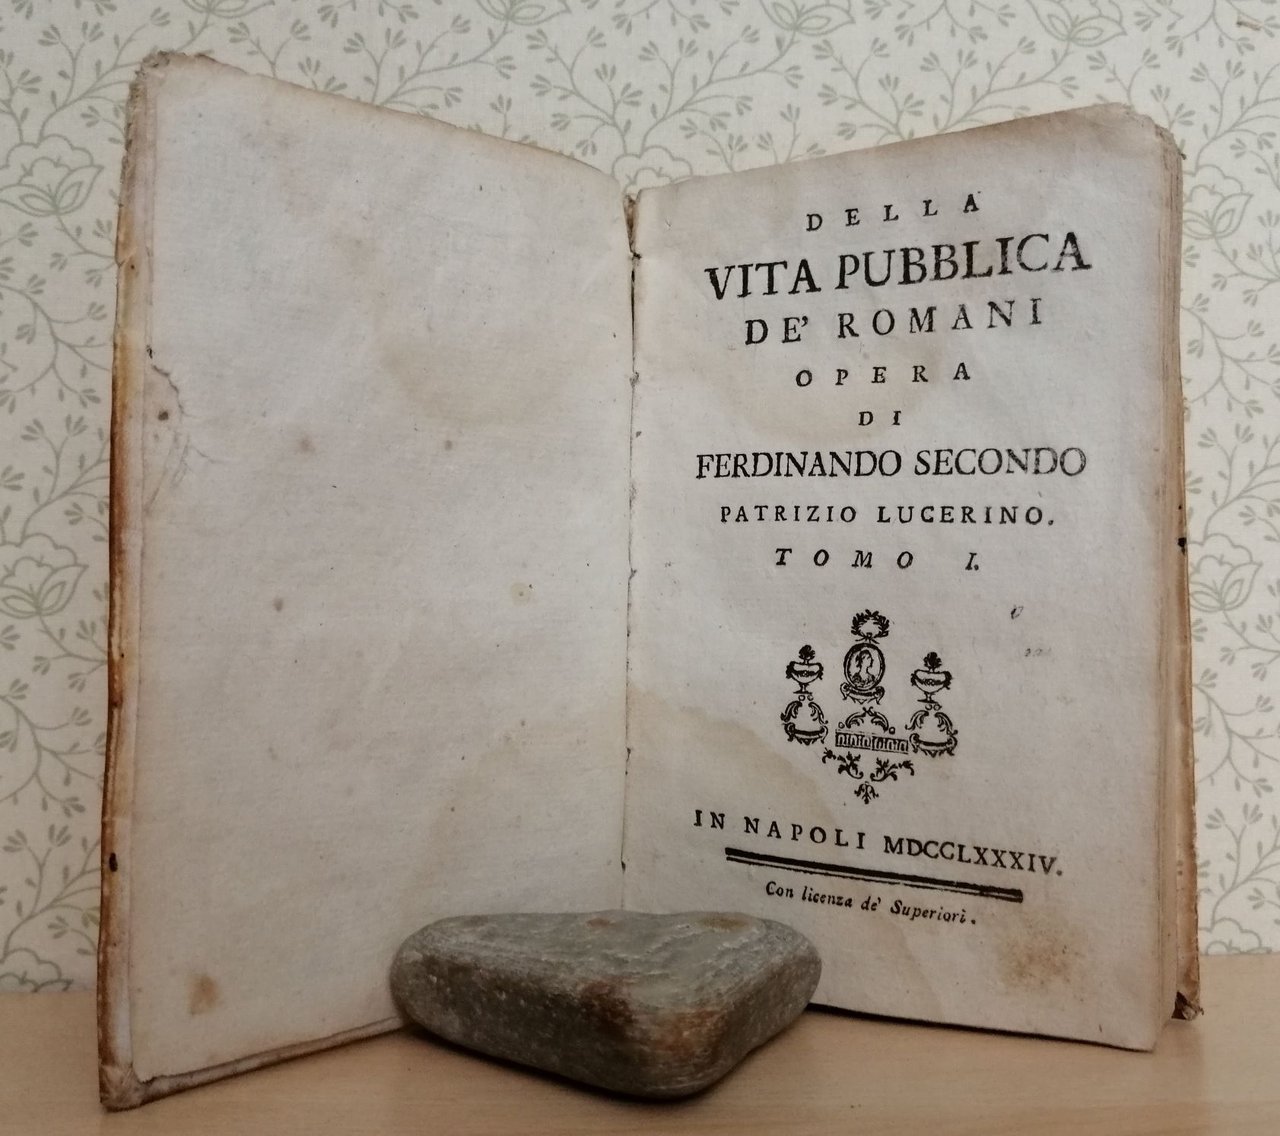 DELLA
VITA PUBBLICA
DE' ROMANI
OPERA
DI
FERDINANDO SECONDO
PATRIZIO LUCERINO.
TOMO I.
IN NAPOLI MDCCLXXXIV.
Con licenza de' Superiori.